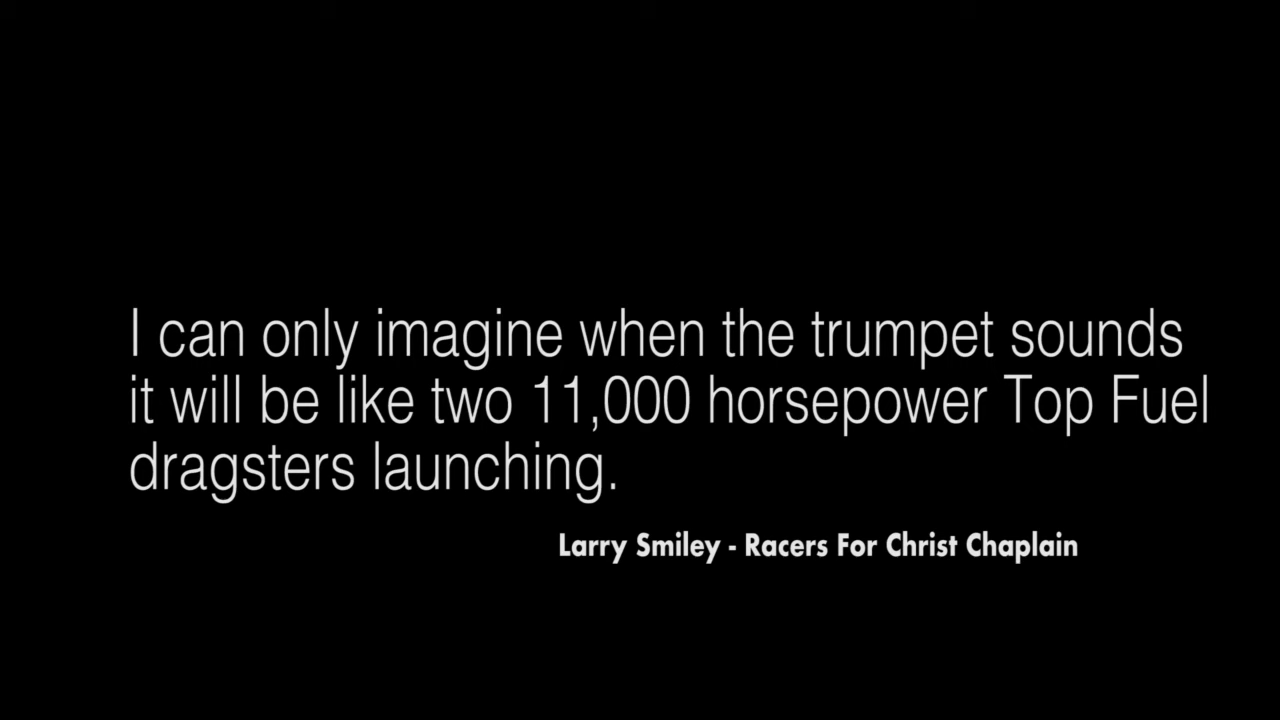 I can only imagine when the trumpet sounds
it will be like two 11,000 horsepower Top Fuel
dragsters launching.
Larry Smiley - Racers For Christ Chaplain